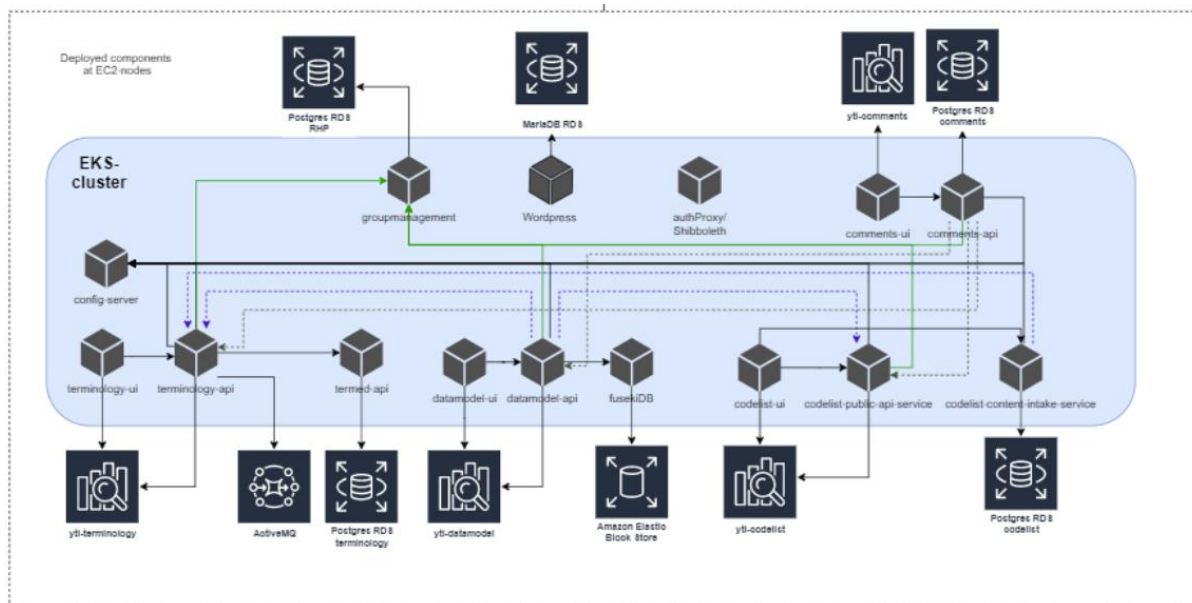 Deployed components
at EC2-nodes
Postgres RDS
RHP
MariaDB RDS
yti-comments
Postgres RDS
comments
EKS-
cluster
groupmanagement
Wordpress
authProxy/
Shibboleth
comments-ui
comments-api
config-server
terminology-ui
terminology-api
termed-api
datamodel-ui
datamodel-api
fusekiDB
codelist-ui
codelist-public-api-service
codelist-content-intake-service
yti-terminology
ActiveMQ
Postgres RDS
terminology
yti-datamodel
Amazon Elastic
Block Store
yti-codelist
Postgres RDS
codelist